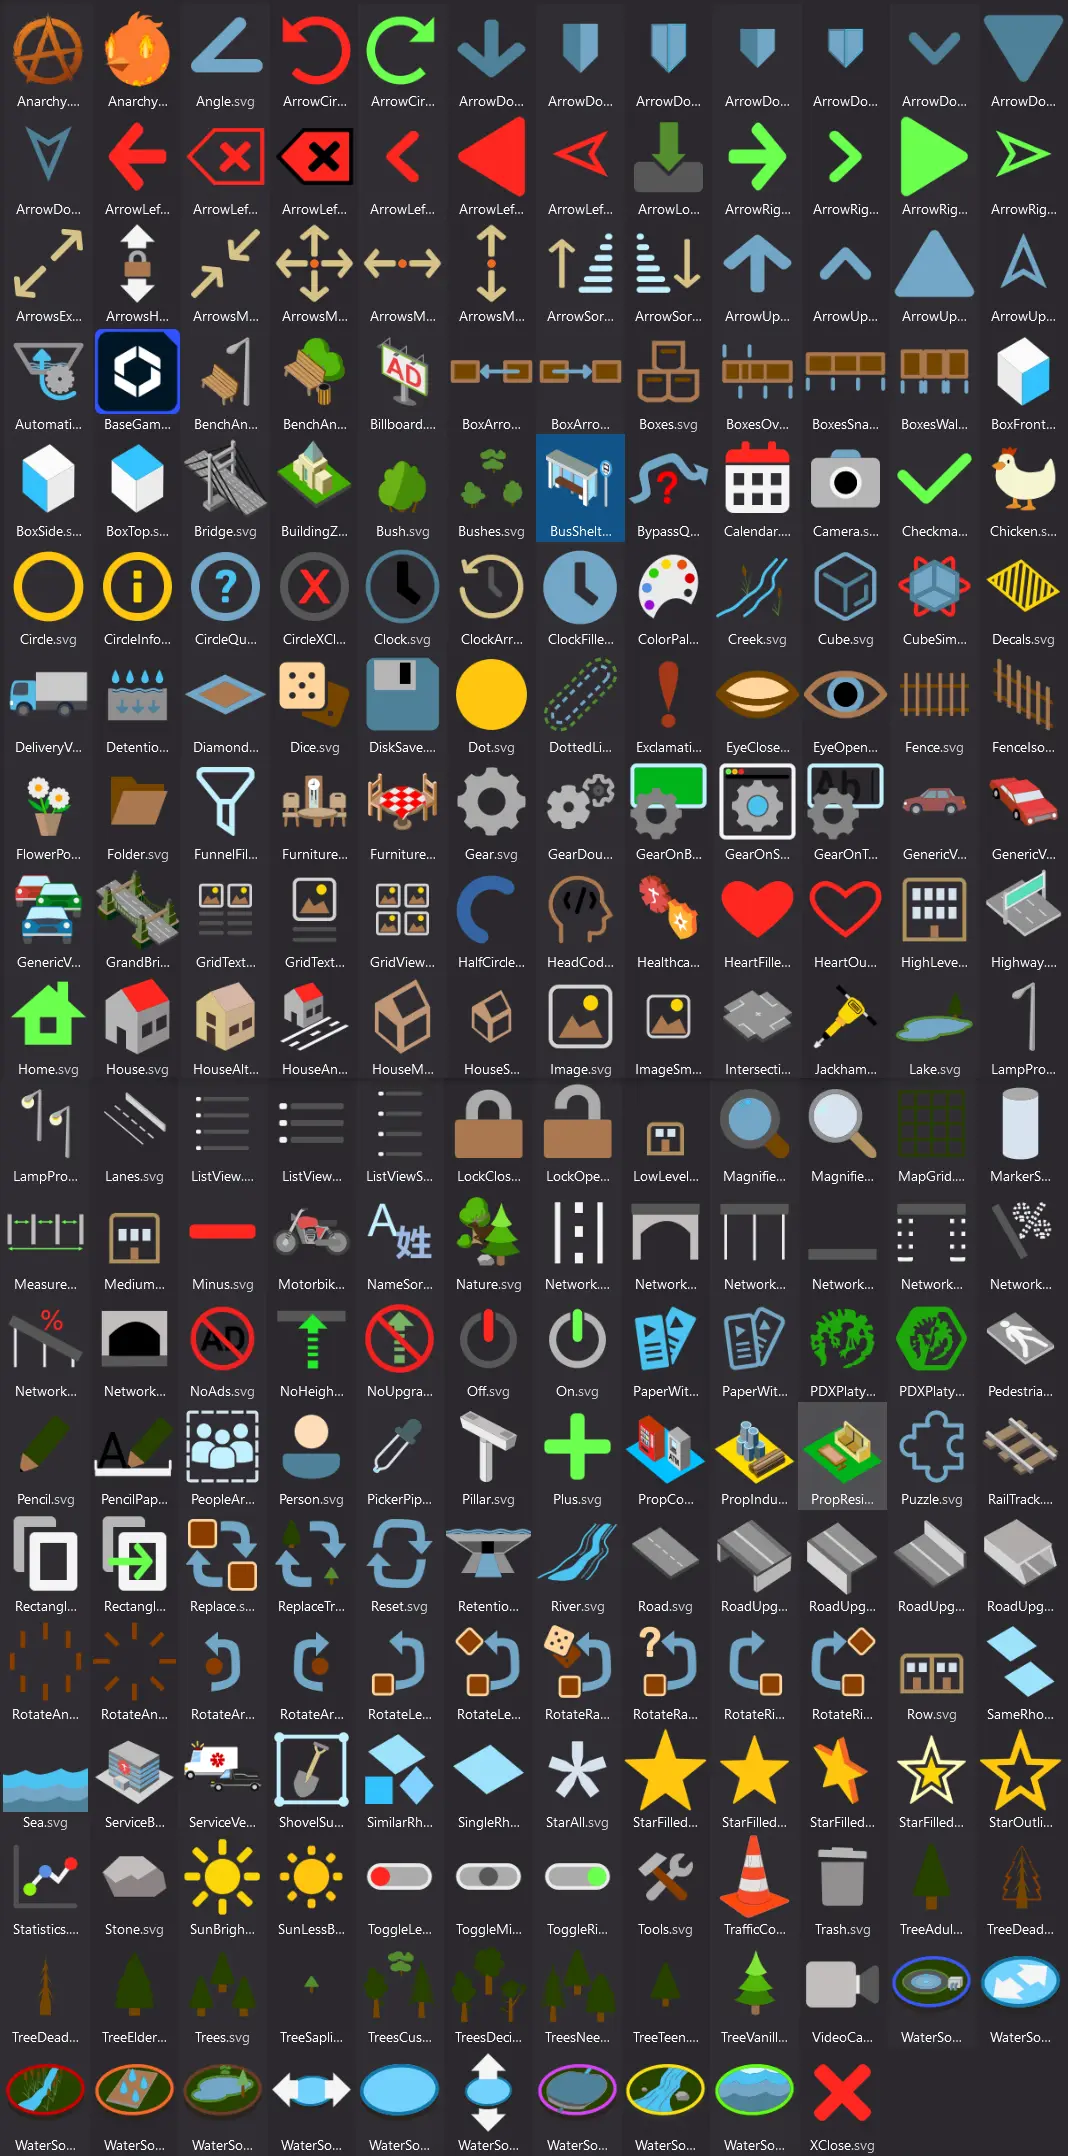 Anarchy.... Anarchy... Angle.svg ArrowCir... ArrowCir... ArrowDo... ArrowDo... ArrowDo... ArrowDo... ArrowDo... ArrowDo... ArrowDo...
ArrowDo... ArrowLef... ArrowLef... ArrowLef... ArrowLef... ArrowLef... ArrowLef... ArrowLo... ArrowRig... ArrowRig... ArrowRig... ArrowRig...
ArrowsEx... ArrowsH... ArrowsM... ArrowsM... ArrowsM... ArrowsM... ArrowSor... ArrowSor... ArrowUp... ArrowUp... ArrowUp... ArrowUp...
AD
Automati... BaseGam... BenchAn... BenchAn... Billboard.... BoxArro... BoxArro... Boxes.svg BoxesOv... BoxesSna... BoxesWal... BoxFront...
?
BoxSide.s... BoxTop.s... Bridge.svg BuildingZ... Bush.svg Bushes.svg BusShelt... BypassQ... Calendar.... Camera.s... Checkma... Chicken.s...
i ? X
Circle.svg CircleInfo... CircleQu... CircleXCl... Clock.svg ClockArr... ClockFille... ColorPal... Creek.svg Cube.svg CubeSim... Decals.svg
DeliveryV... Detentio... Diamond... Dice.svg DiskSave.... Dot.svg DottedLi... Exclamati... EyeClose... EyeOpen... Fence.svg FenceIso...
Ab|
FlowerPo... Folder.svg FunnelFil... Furniture... Furniture... Gear.svg GearDou... GearOnB... GearOnS... GearOnT... GenericV... GenericV...
</>
GenericV... GrandBri... GridText... GridText... GridView... HalfCircle... HeadCod... Healthca... HeartFille... HeartOu... HighLeve... Highway....
Home.svg House.svg HouseAlt... HouseAn... HouseM... HouseS... Image.svg ImageSm... Intersecti... Jackham... Lake.svg LampPro...
LampPro... Lanes.svg ListView.... ListView... ListViewS... LockClos... LockOpe... LowLevel... Magnifie... Magnifie... MapGrid.... MarkerS...
A姓
Measure... Medium... Minus.svg Motorbik... NameSor... Nature.svg Network.... Network... Network... Network... Network... Network...
% AD
Network... Network... NoAds.svg NoHeigh... NoUpgra... Off.svg On.svg PaperWit... PaperWit... PDXPlaty... PDXPlaty... Pedestria...
A ATM
Pencil.svg PencilPap... PeopleAr... Person.svg PickerPip... Pillar.svg Plus.svg PropCo... PropIndu... PropResi... Puzzle.svg RailTrack....
Rectangl... Rectangl... Replace.s... ReplaceTr... Reset.svg Retentio... River.svg Road.svg RoadUpg... RoadUpg... RoadUpg... RoadUpg...
?
RotateAn... RotateAn... RotateAr... RotateAr... RotateLe... RotateLe... RotateRa... RotateRa... RotateRi... RotateRi... Row.svg SameRho...
Sea.svg ServiceB... ServiceVe... ShovelSu... SimilarRh... SingleRh... StarAll.svg StarFilled... StarFilled... StarFilled... StarFilled... StarOutli...
Statistics.... Stone.svg SunBrigh... SunLessB... ToggleLe... ToggleMi... ToggleRi... Tools.svg TrafficCo... Trash.svg TreeAdul... TreeDead...
TreeDead... TreeElder... Trees.svg TreeSapli... TreesCus... TreesDeci... TreesNee... TreeTeen.... TreeVanill... VideoCa... WaterSo... WaterSo...
WaterSo... WaterSo... WaterSo... WaterSo... WaterSo... WaterSo... WaterSo... WaterSo... WaterSo... XClose.svg